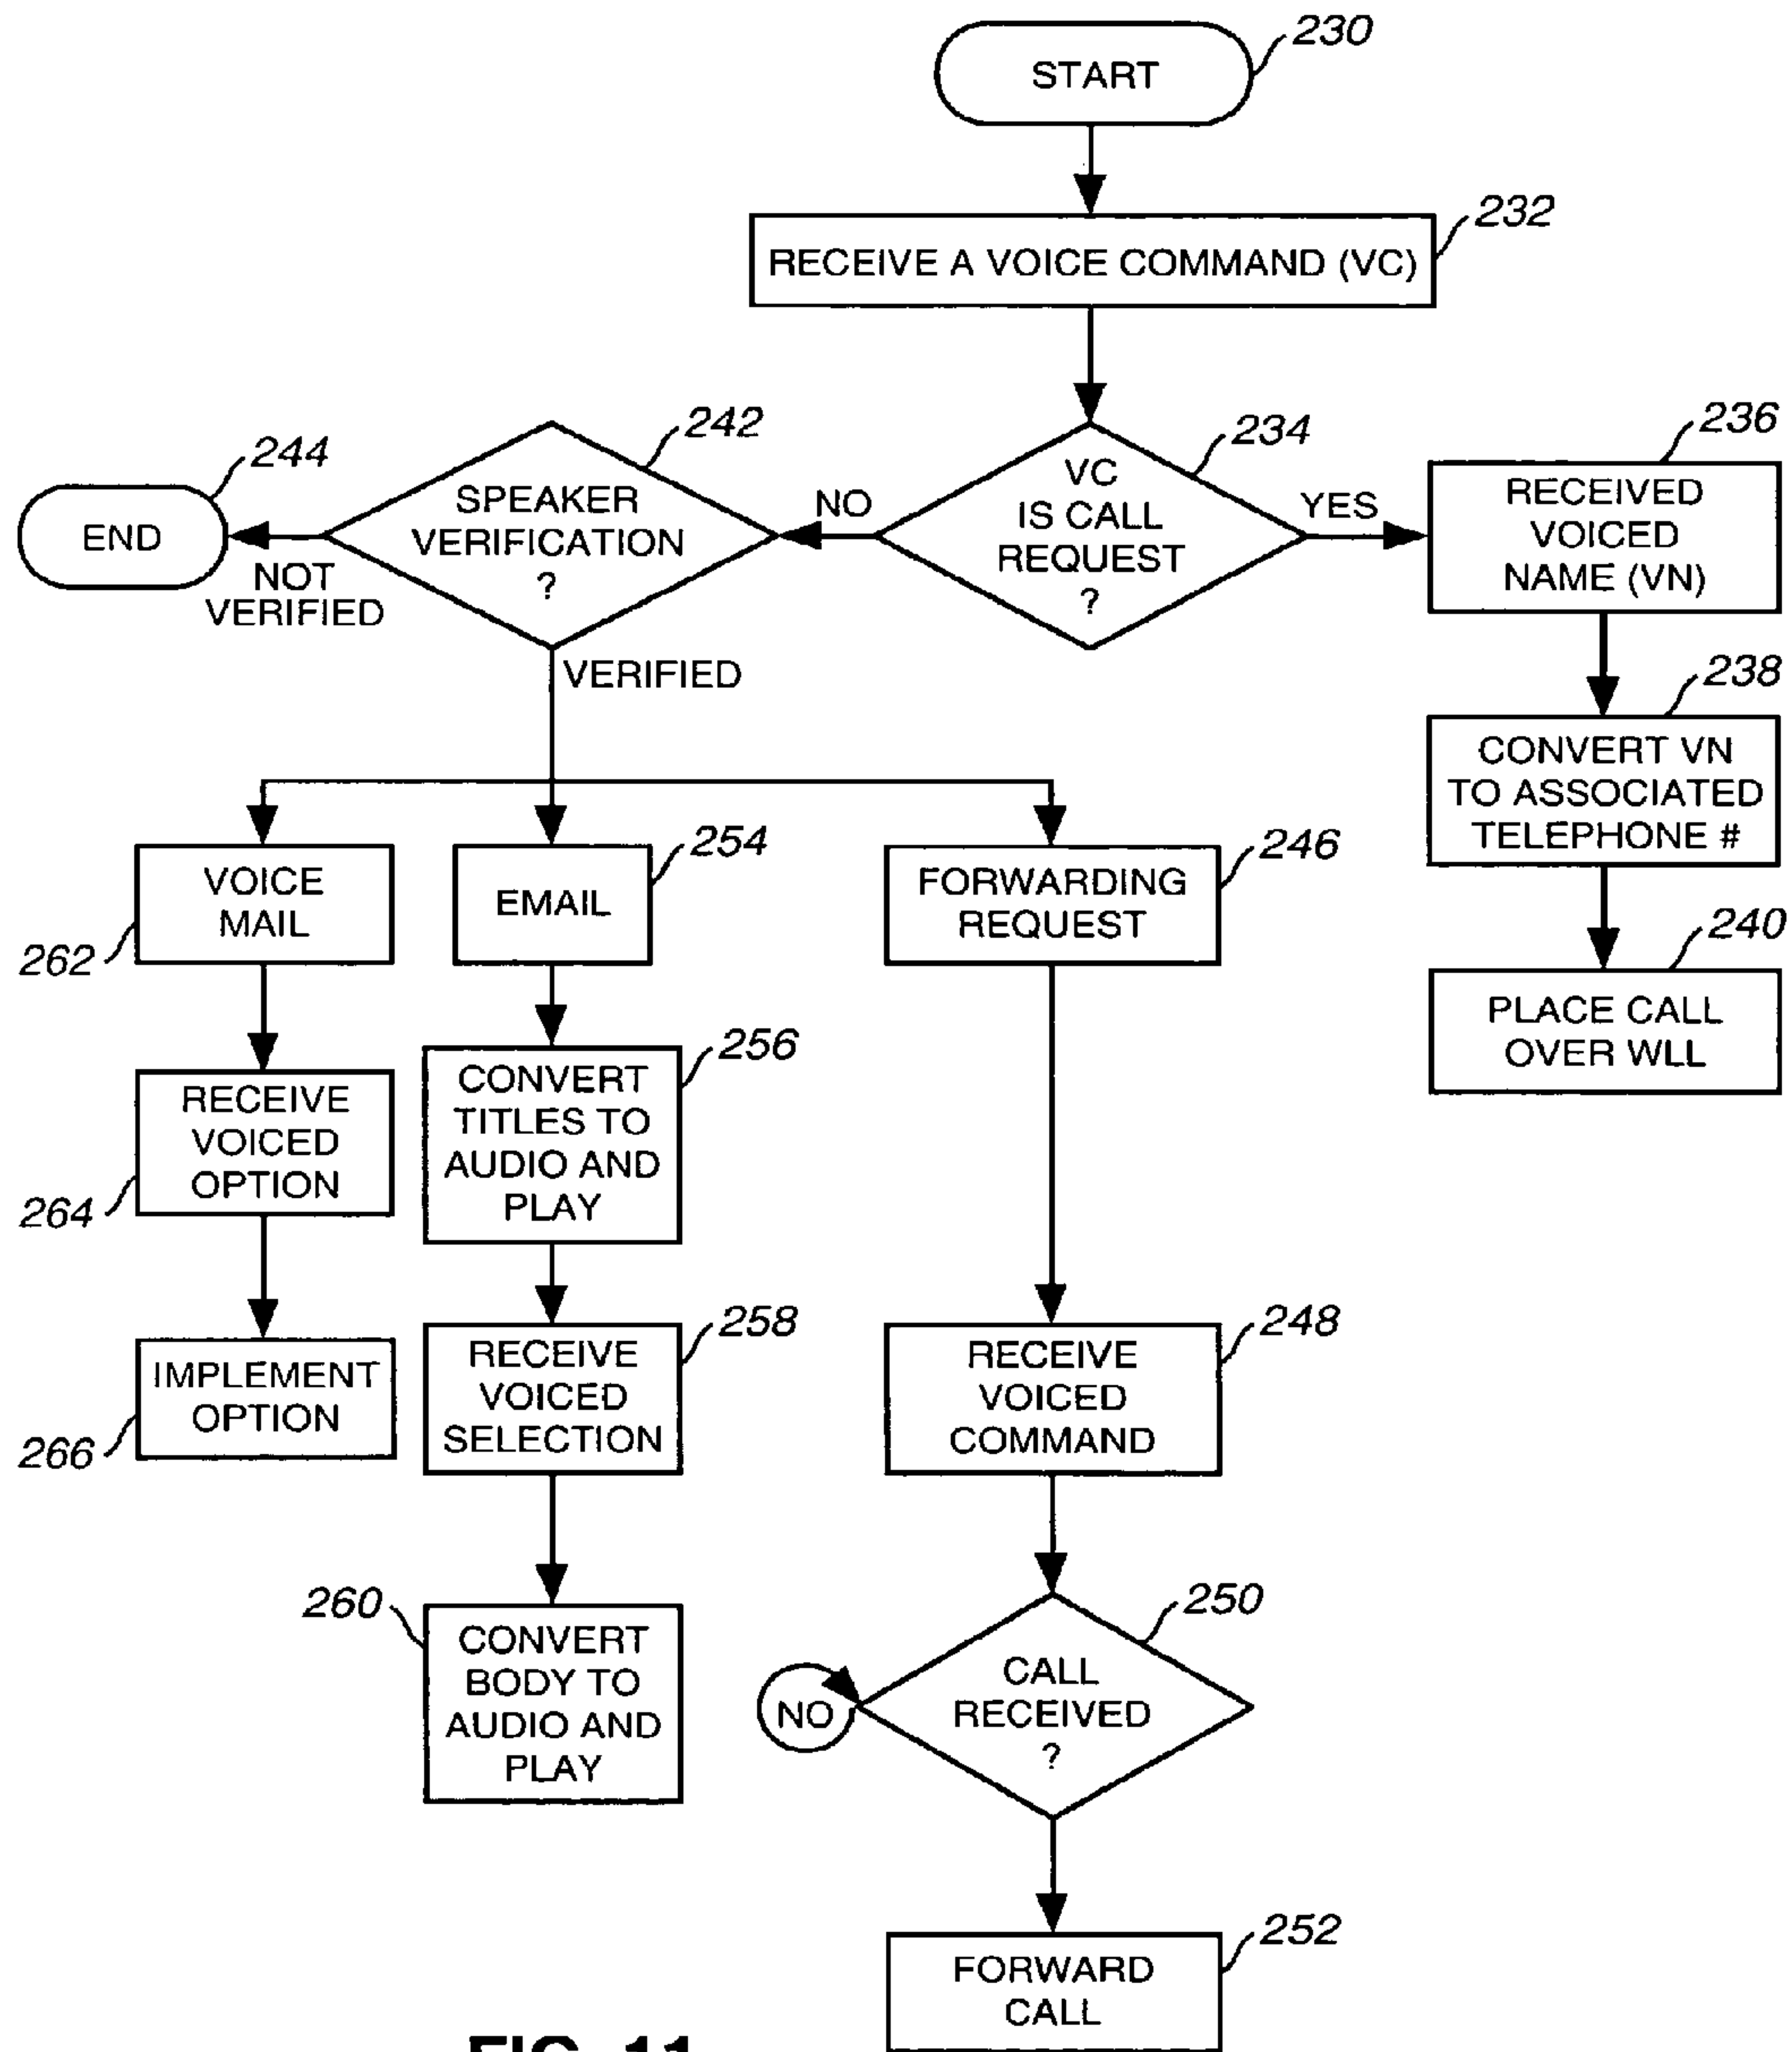 230
START
232
RECEIVE A VOICE COMMAND (VC)
242
234
236
244
SPEAKER
VERIFICATION
?
NO
VC
IS CALL
REQUEST
?
YES
RECEIVED
VOICED
NAME (VN)
END
NOT
VERIFIED
VERIFIED
238
CONVERT VN
TO ASSOCIATED
TELEPHONE #
254
246
240
VOICE
MAIL
262
EMAIL
FORWARDING
REQUEST
PLACE CALL
OVER WLL
256
RECEIVE
VOICED
OPTION
264
CONVERT
TITLES TO
AUDIO AND
PLAY
258
248
IMPLEMENT
OPTION
266
RECEIVE
VOICED
SELECTION
RECEIVE
VOICED
COMMAND
260
250
CONVERT
BODY TO
AUDIO AND
PLAY
NO
CALL
RECEIVED
?
252
FORWARD
CALL
FIG. 11